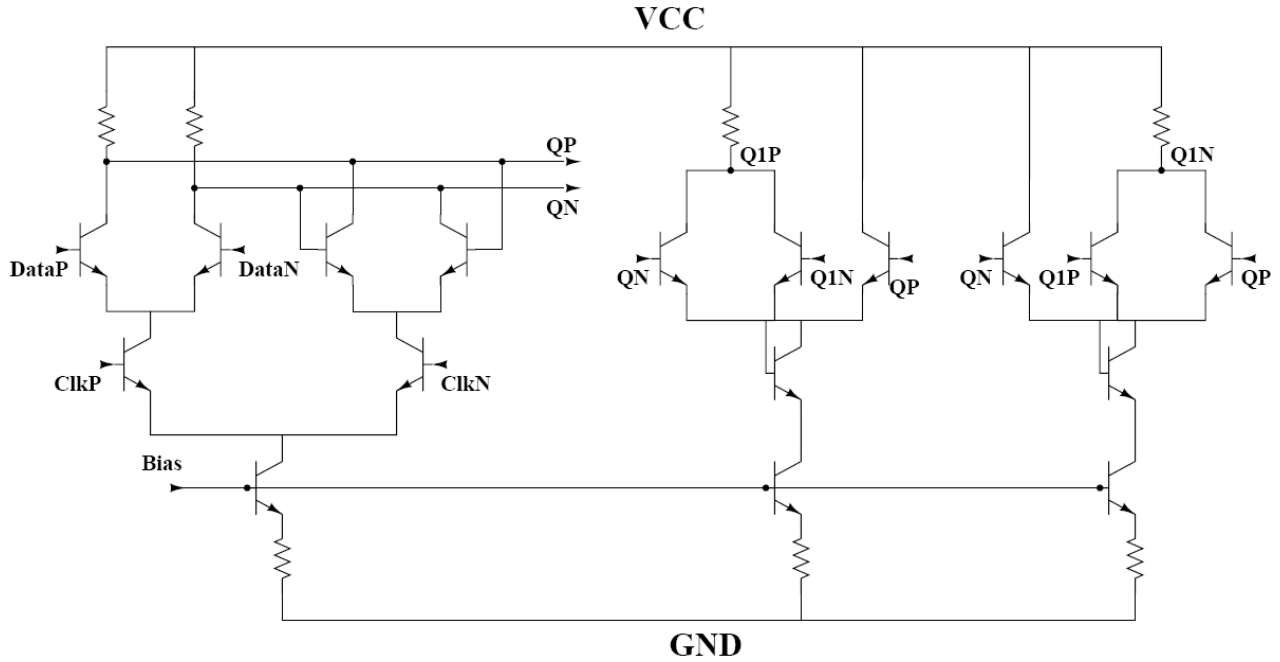 VCC
QP
Q1P
Q1N
QN
DataP
DataN
QN
Q1N
QP
QN
Q1P
QP
ClkP
ClkN
Bias
GND